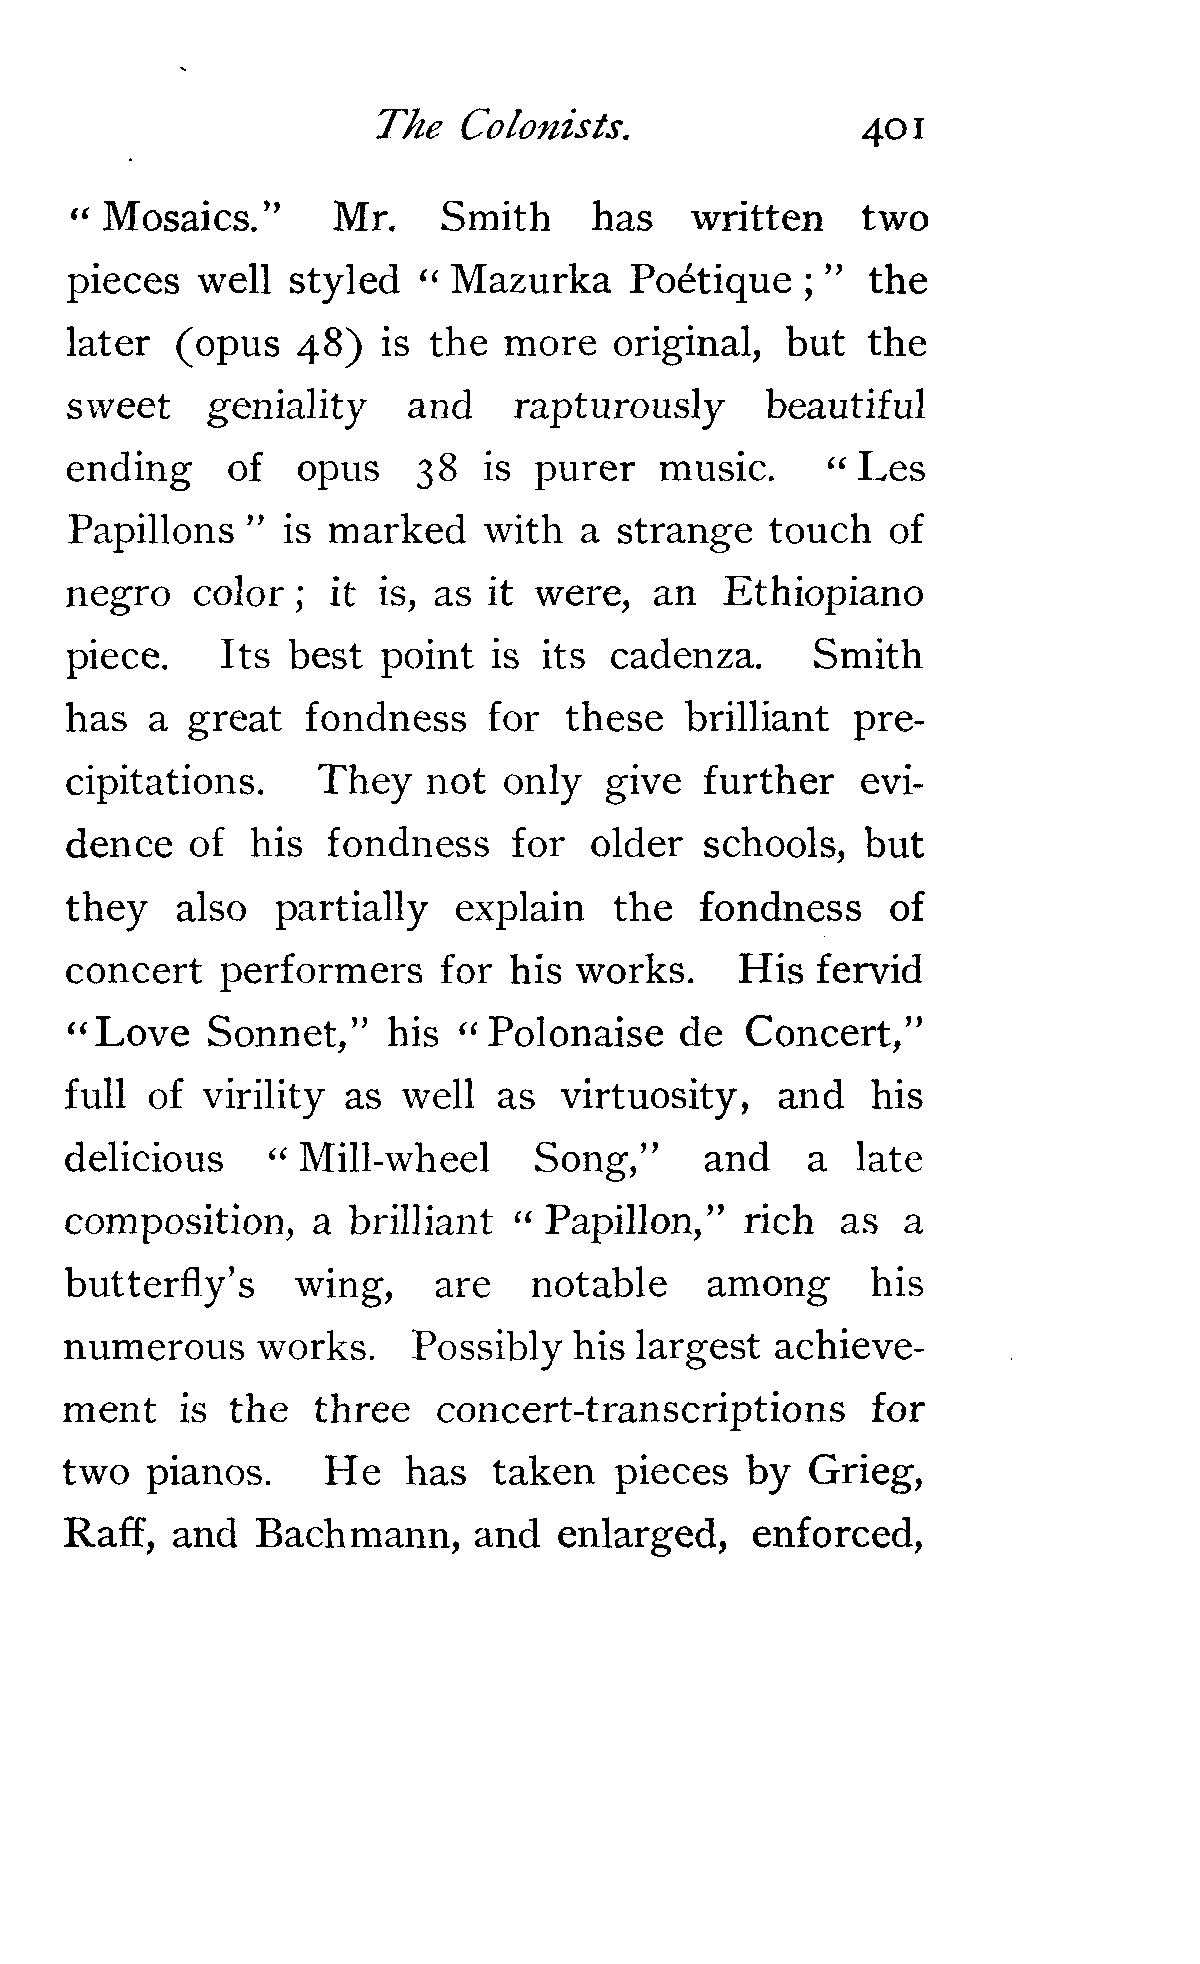 The Colonists. 401
" Mosaics." Mr. Smith has written two
pieces well styled " Mazurka Poétique ; " the
later (opus 48) is the more original, but the
sweet geniality and rapturously beautiful
ending of opus 38 is purer music. " Les
Papillons " is marked with a strange touch of
negro color ; it is, as it were, an Ethiopiano
piece. Its best point is its cadenza. Smith
has a great fondness for these brilliant pre-
cipitations. They not only give further evi-
dence of his fondness for older schools, but
they also partially explain the fondness of
concert performers for his works. His fervid
" Love Sonnet," his " Polonaise de Concert,"
full of virility as well as virtuosity, and his
delicious " Mill-wheel Song," and a late
composition, a brilliant " Papillon," rich as a
butterfly's wing, are notable among his
numerous works. Possibly his largest achieve-
ment is the three concert-transcriptions for
two pianos. He has taken pieces by Grieg,
Raff, and Bachmann, and enlarged, enforced,